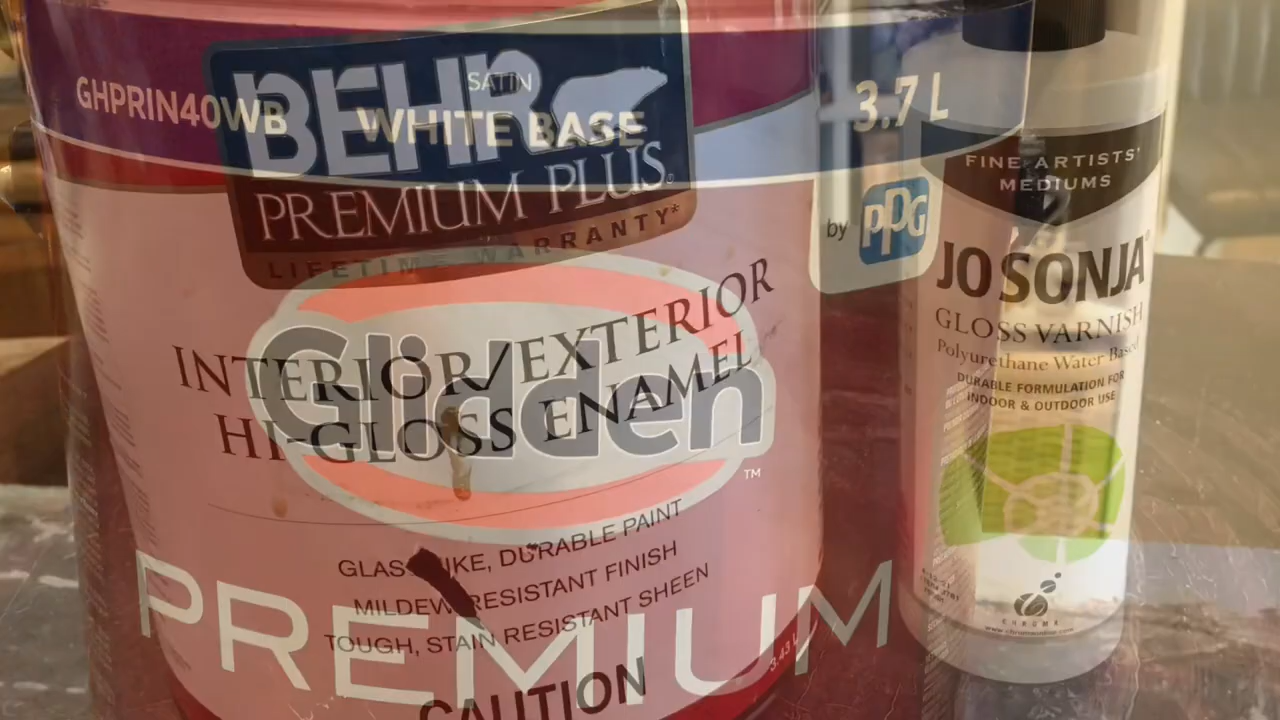 GHPRIN40WB
SATIN
WHITE BASE
3.7 L
BEHR
PREMIUM PLUS®
LIFETIME WARRANTY*
by PPG
Glidden
™
INTERIOR/EXTERIOR
HI-GLOSS ENAMEL
GLASS-LIKE, DURABLE PAINT
MILDEW RESISTANT FINISH
TOUGH, STAIN RESISTANT SHEEN
PREMIUM
CAUTION
3.43 L
FINE ARTISTS'
MEDIUMS
JO SONJA®
GLOSS VARNISH
Polyurethane Water Based
DURABLE FORMULATION FOR
INDOOR & OUTDOOR USE
CHROMA